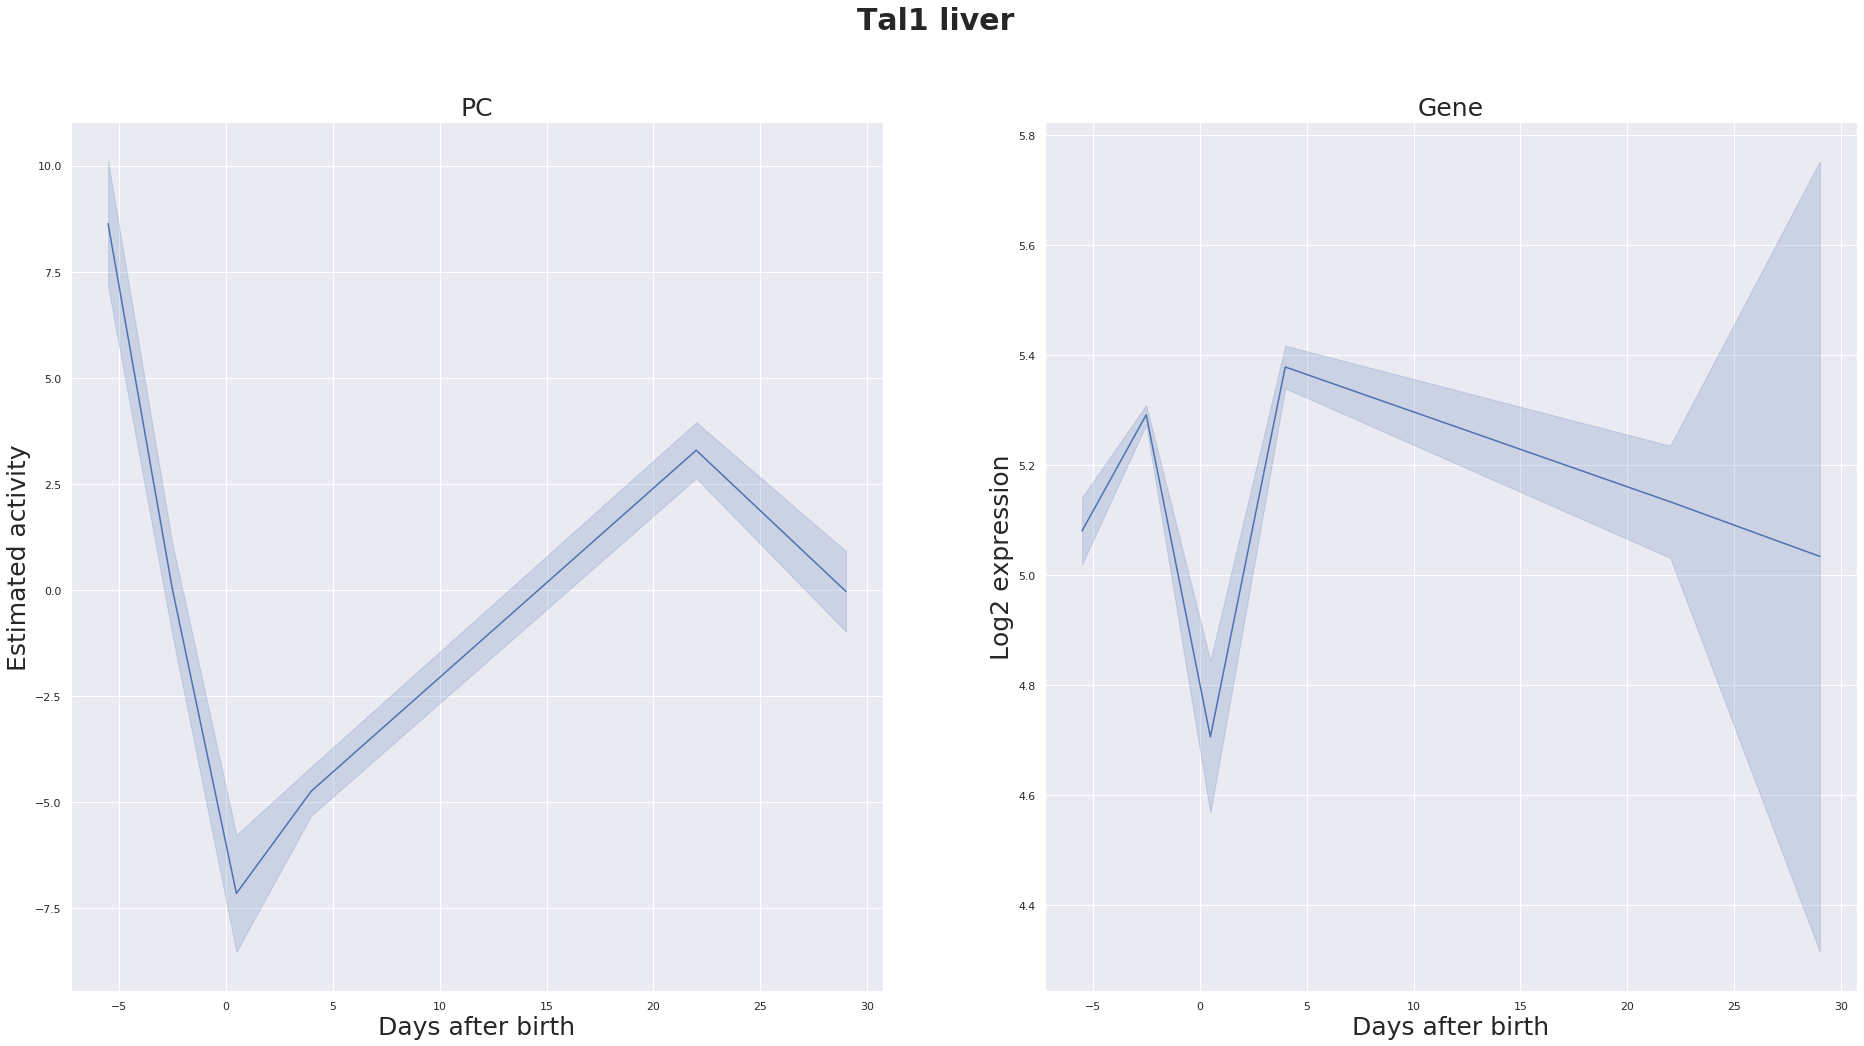 Tal1 liver
PC
Estimated activity
10.0
7.5
5.0
2.5
0.0
−2.5
−5.0
−7.5
−5 0 5 10 15 20 25 30
Days after birth
Gene
Log2 expression
5.8
5.6
5.4
5.2
5.0
4.8
4.6
4.4
−5 0 5 10 15 20 25 30
Days after birth